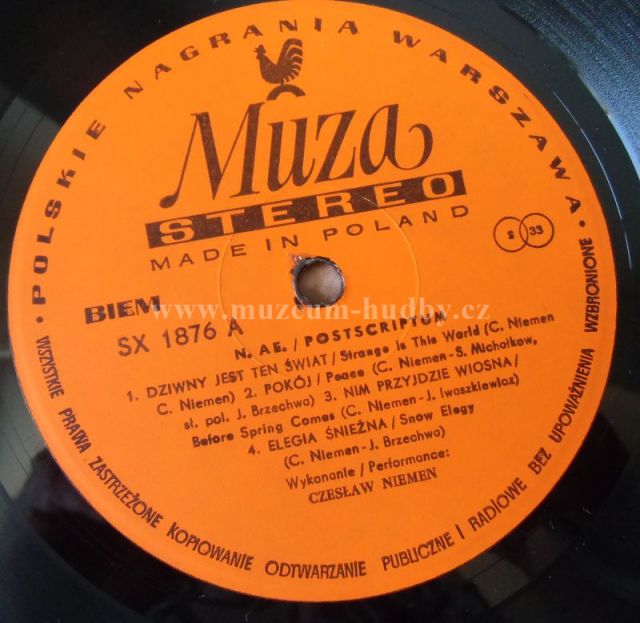 • POLSKIE NAGRANIA WARSZAWA •
Muza
STEREO
MADE IN POLAND
S 33
BIEM
www.muzeum-hudby.cz
SX 1876 A
N. AE. / POSTSCRIPTUM
1. DZIWNY JEST TEN ŚWIAT / Strange Is This World (C. Niemen
C. Niemen) 2. POKÓJ / Peace (C. Niemen-S. Michałkow,
sł. pol. J. Brzechwa) 3. NIM PRZYJDZIE WIOSNA /
Before Spring Comes (C. Niemen-J. Iwaszkiewicz)
4. ELEGIA ŚNIEŻNA / Snow Elegy
(C. Niemen-J. Brzechwa)
Wykonanie / Performance:
CZESŁAW NIEMEN
WSZYSTKIE PRAWA ZASTRZEŻONE KOPIOWANIE ODTWARZANIE PUBLICZNE I RADIOWE BEZ UPOWAŻNIENIA WZBRONIONE